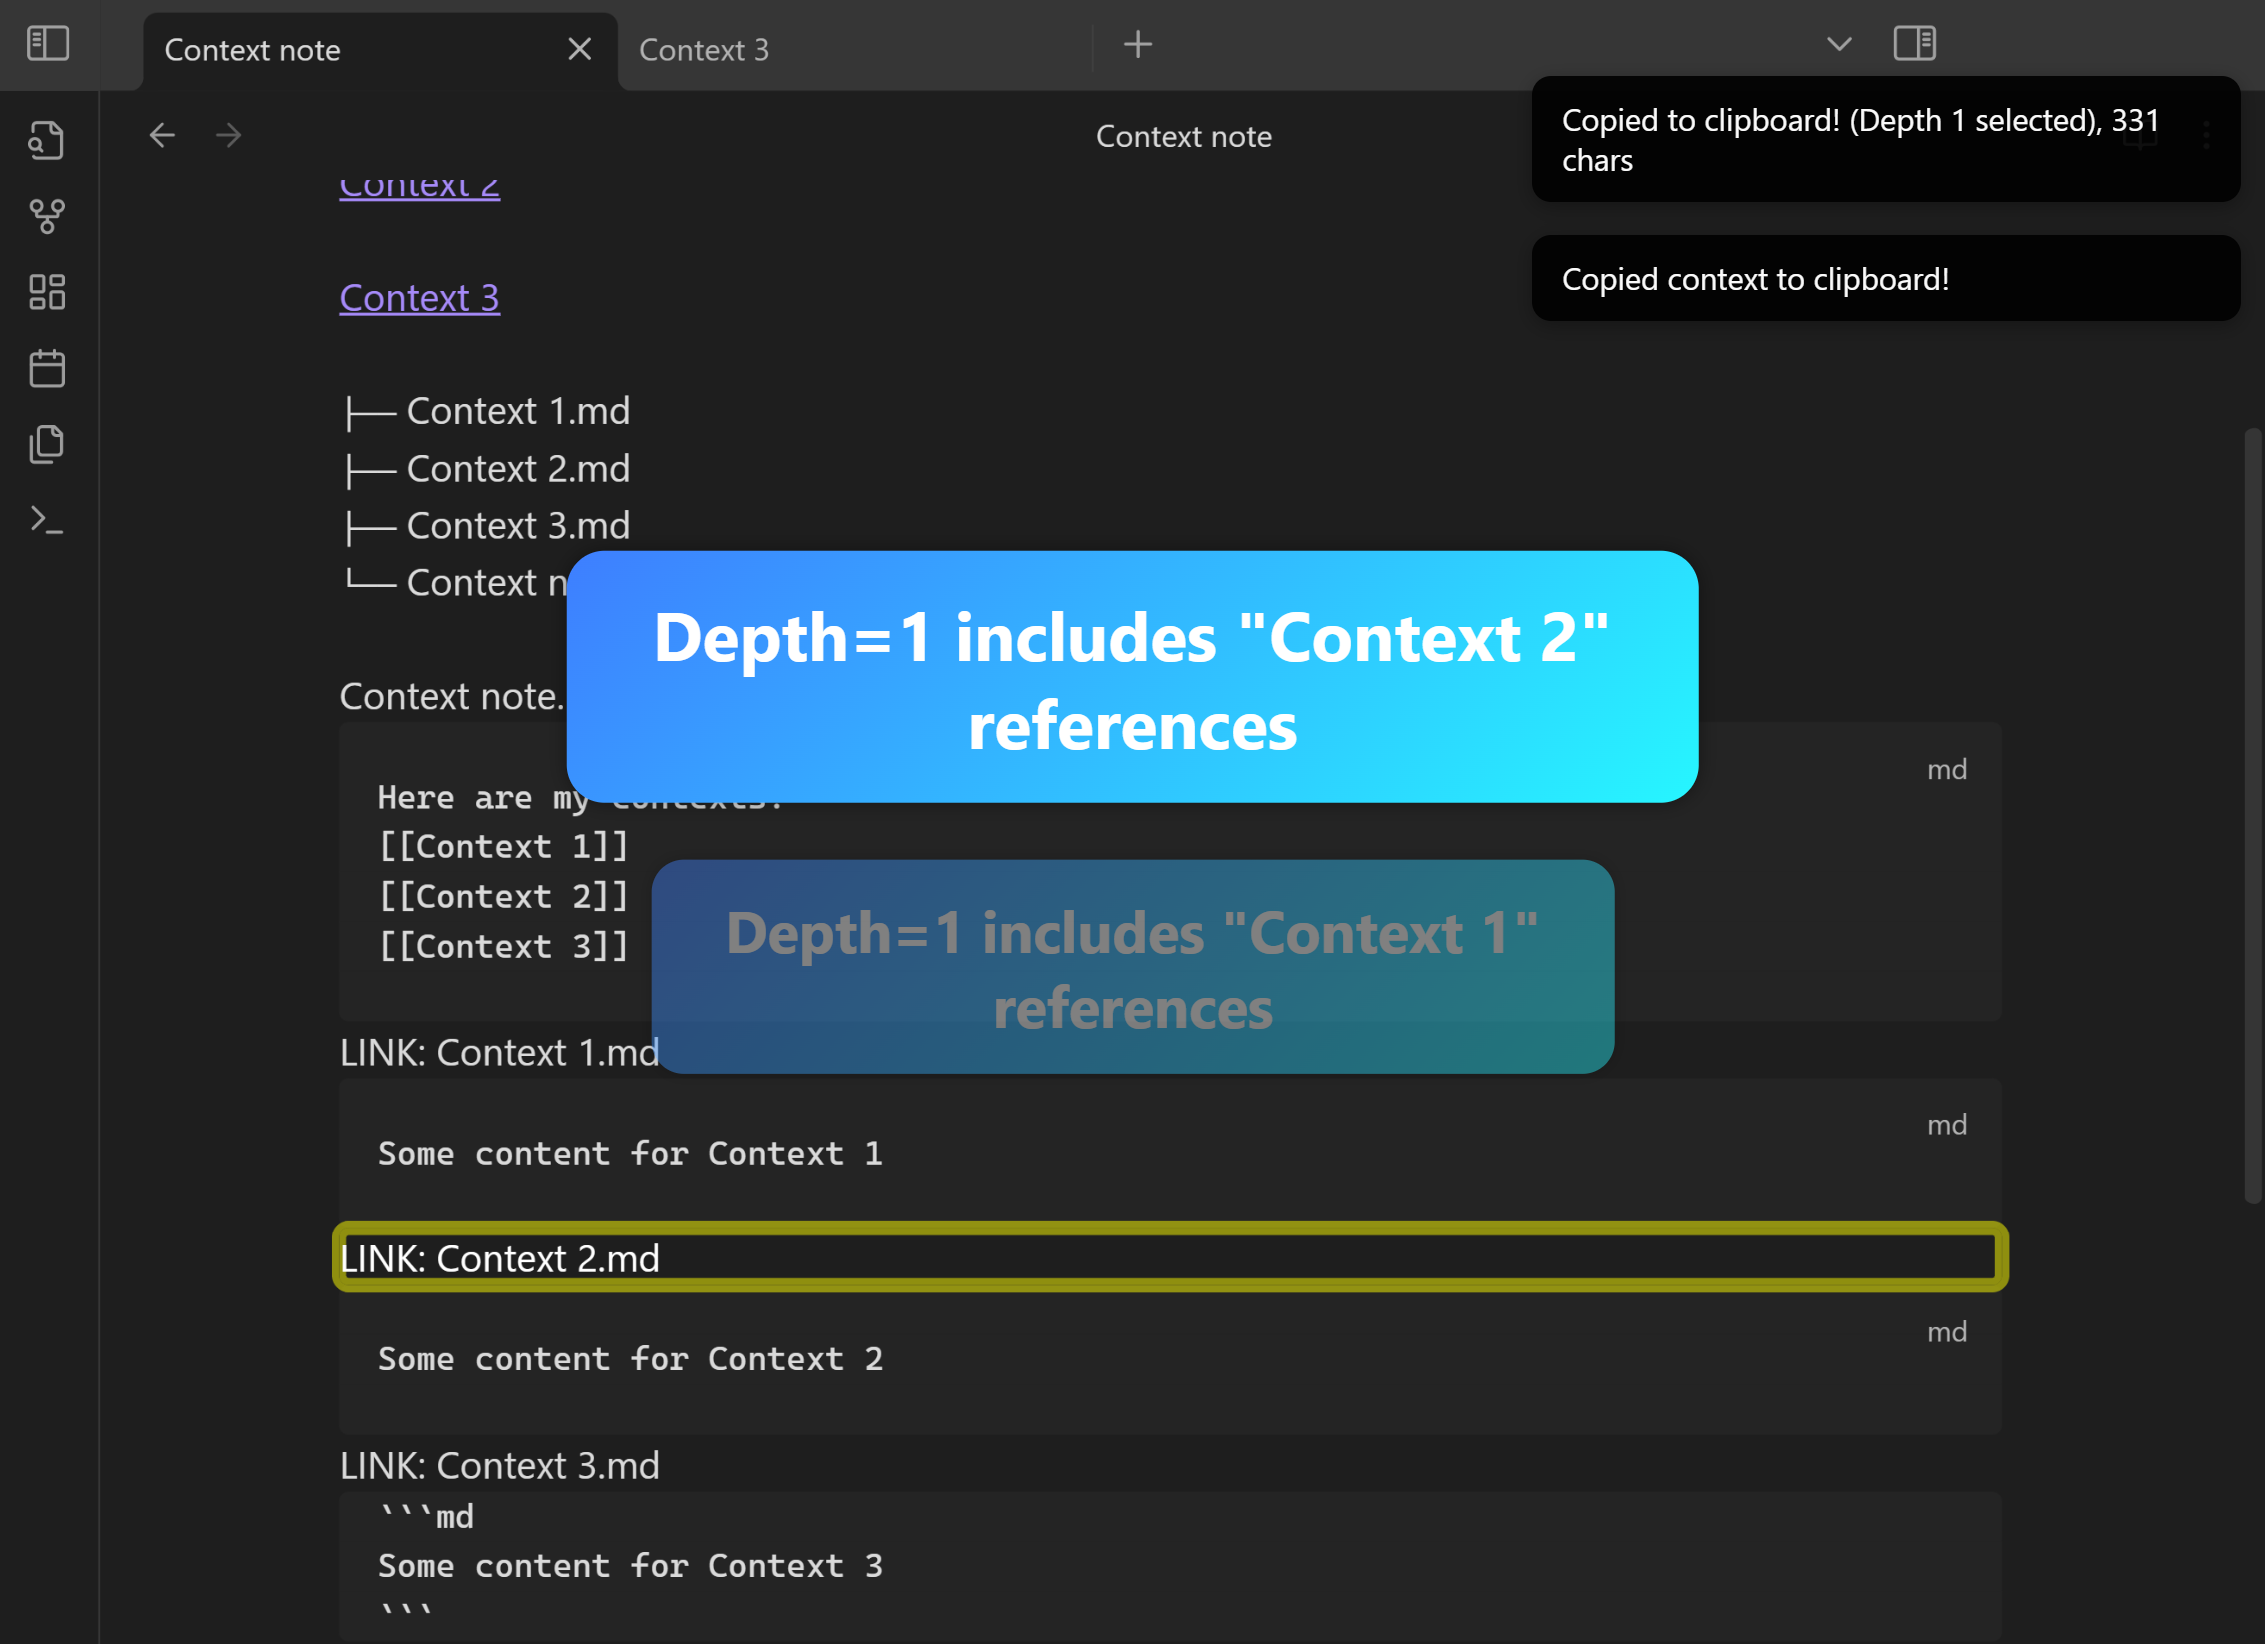 Context note
Context 3
Context note
Copied to clipboard! (Depth 1 selected), 331
chars
Copied context to clipboard!
Context 2
Context 3
├── Context 1.md
├── Context 2.md
├── Context 3.md
└── Context n
Depth=1 includes "Context 2"
references
Context note.
md
Here are my contexts:
[[Context 1]]
[[Context 2]]
[[Context 3]]
Depth=1 includes "Context 1"
references
LINK: Context 1.md
md
Some content for Context 1
LINK: Context 2.md
md
Some content for Context 2
LINK: Context 3.md
```md
Some content for Context 3
```